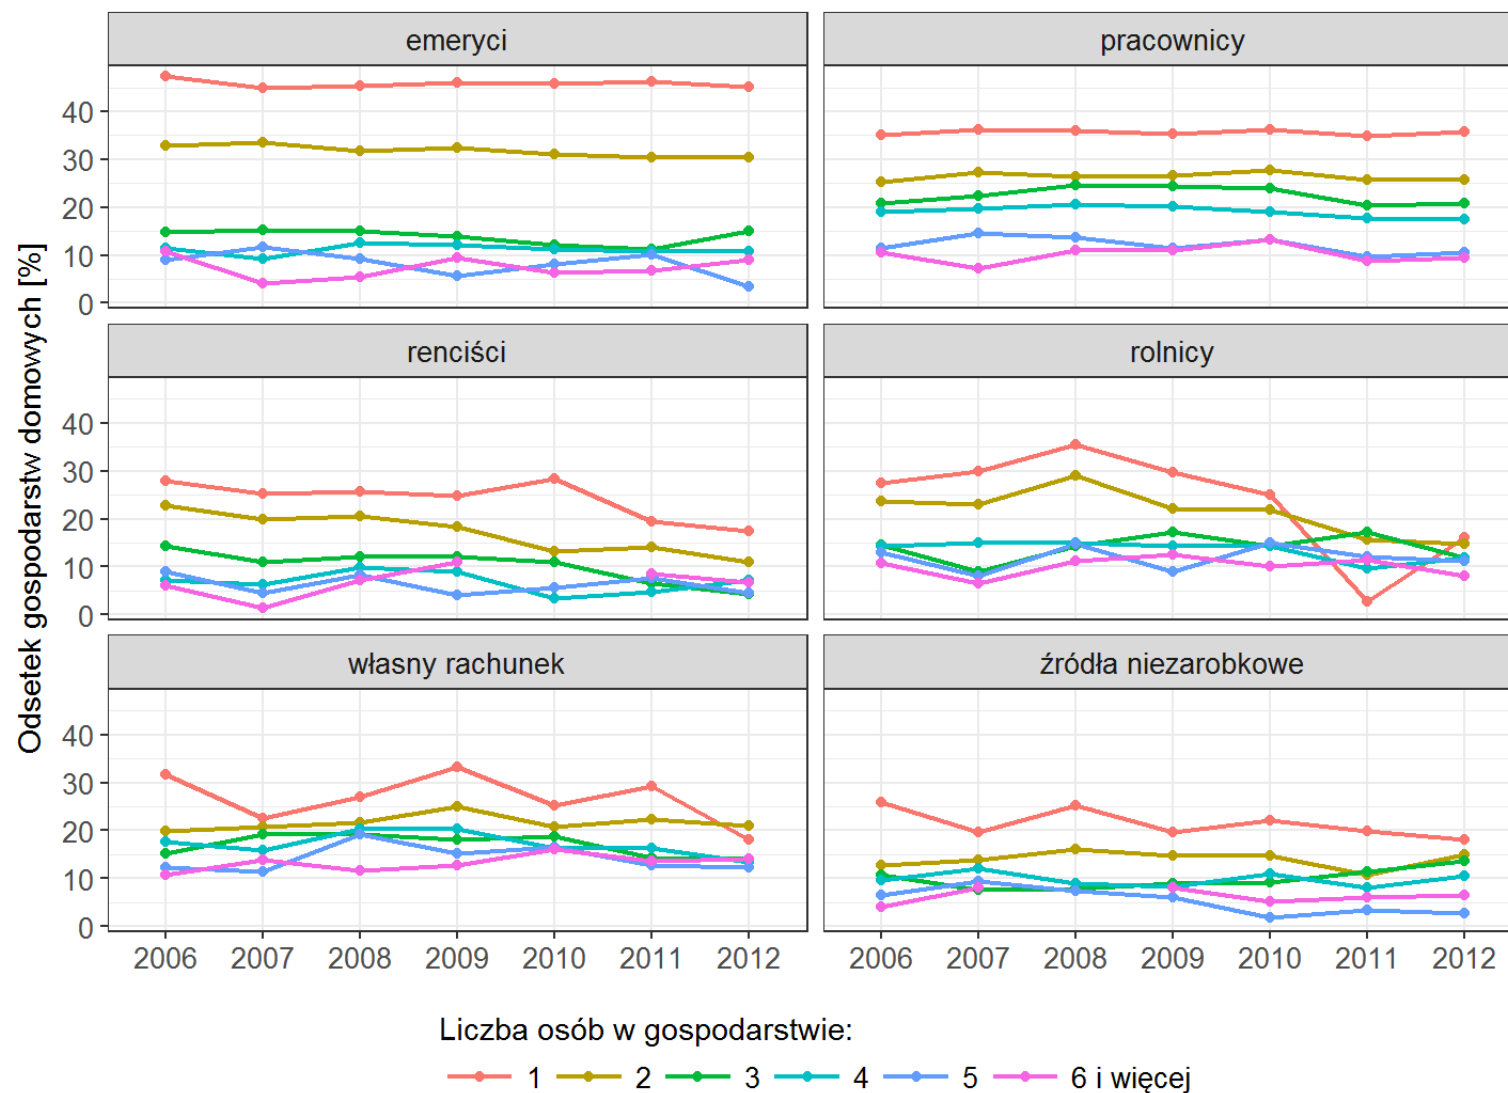 emeryci
pracownicy
40
30
20
10
0
renciści
rolnicy
40
30
20
10
0
własny rachunek
źródła niezarobkowe
40
30
20
10
0
2006 2007 2008 2009 2010 2011 2012
2006 2007 2008 2009 2010 2011 2012
Odsetek gospodarstw domowych [%]
Liczba osób w gospodarstwie:
1 2 3 4 5 6 i więcej